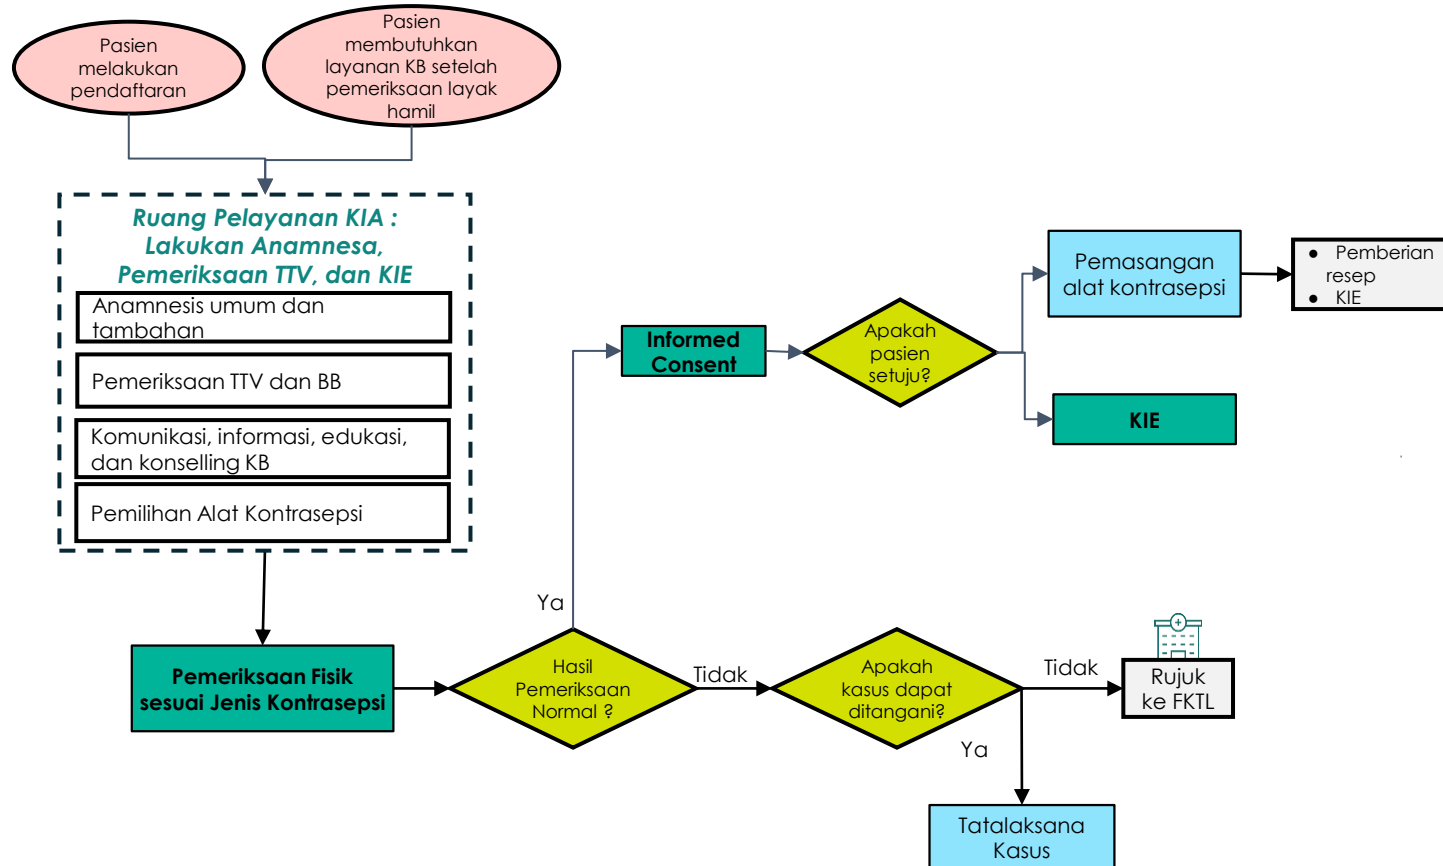 Pasien
melakukan
pendaftaran
Pasien
membutuhkan
layanan KB setelah
pemeriksaan layak
hamil
Ruang Pelayanan KIA :
Lakukan Anamnesa,
Pemeriksaan TTV, dan KIE
Anamnesis umum dan
tambahan
Pemeriksaan TTV dan BB
Komunikasi, informasi, edukasi,
dan konselling KB
Pemilihan Alat Kontrasepsi
Pemeriksaan Fisik
sesuai Jenis Kontrasepsi
Hasil
Pemeriksaan
Normal ?
Ya
Informed
Consent
Apakah
pasien
setuju?
Pemasangan
alat kontrasepsi
● Pemberian
resep
● KIE
KIE
Tidak
Apakah
kasus dapat
ditangani?
Tidak
Rujuk
ke FKTL
Ya
Tatalaksana
Kasus